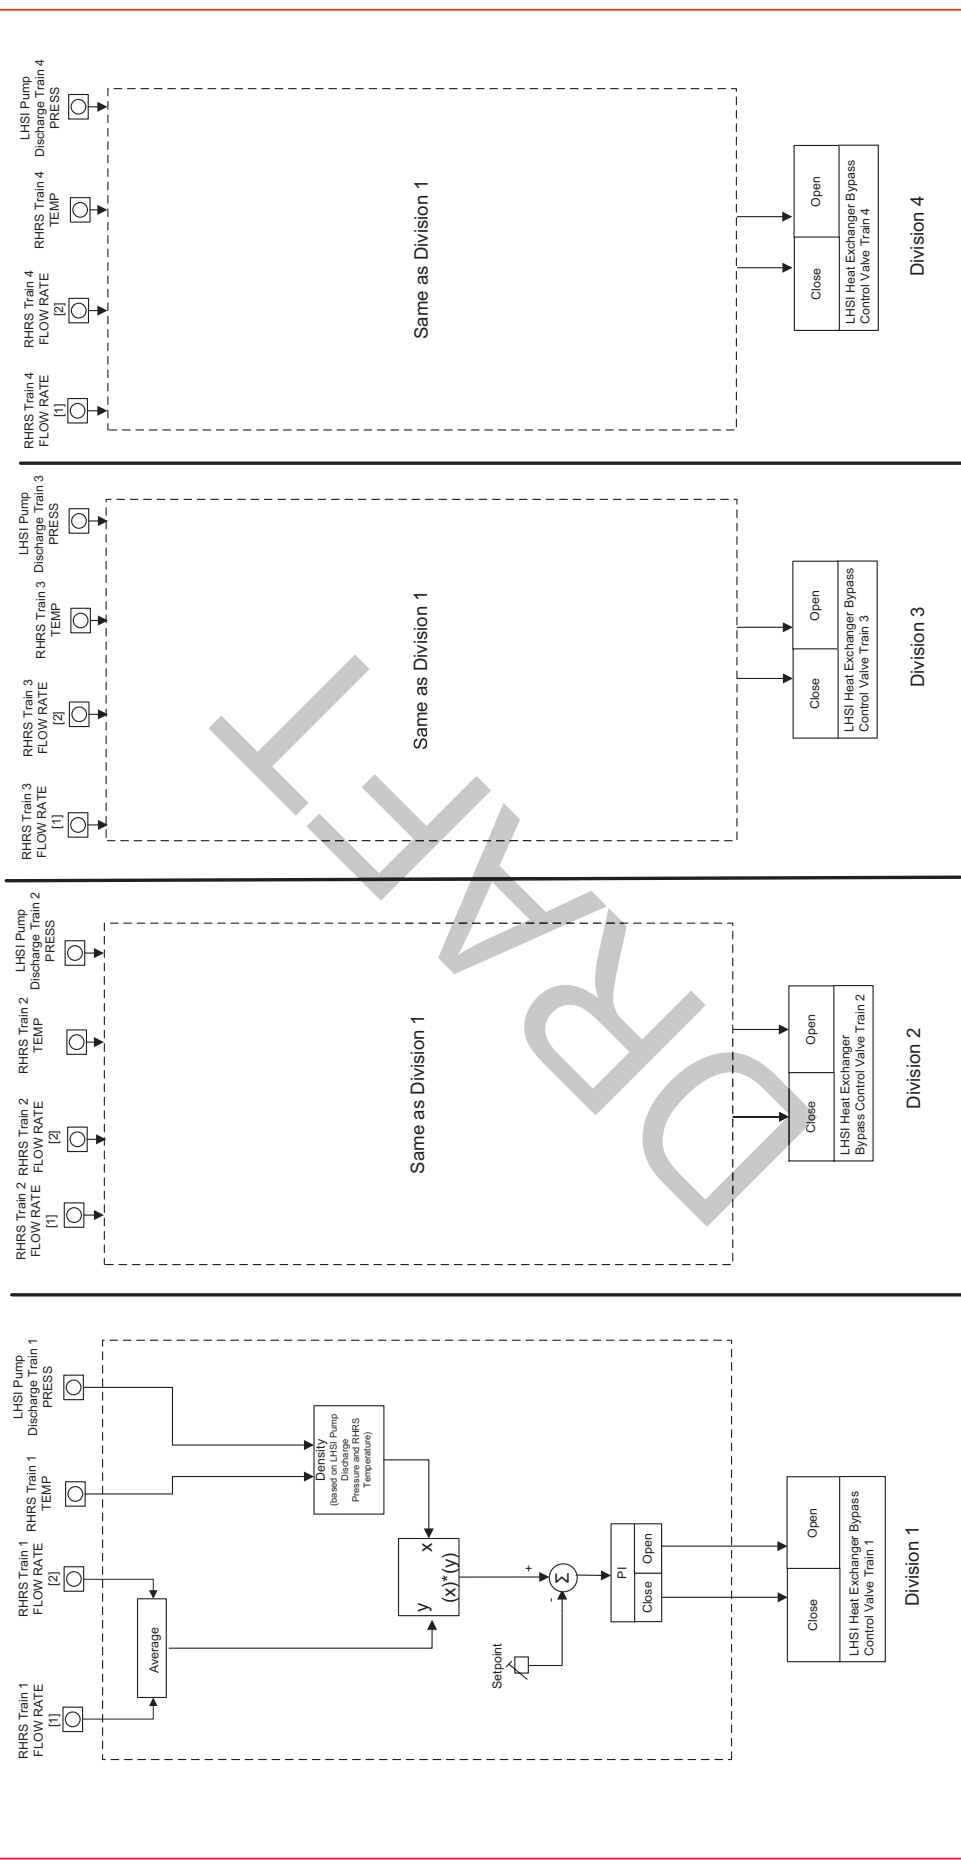 RHRS Train 1
FLOW RATE
[1]
RHRS Train 1
FLOW RATE
[2]
RHRS Train 1
TEMP
LHSI Pump
Discharge Train 1
PRESS
Average
Density
(based on LHSI Pump
Discharge
Pressure and RHRS
Temperature)
y
x
(x)*(y)
Setpoint
-
+
Σ
PI
Close
Open
Close
Open
LHSI Heat Exchanger Bypass
Control Valve Train 1
Division 1
RHRS Train 2
FLOW RATE
[1]
RHRS Train 2
FLOW RATE
[2]
RHRS Train 2
TEMP
LHSI Pump
Discharge Train 2
PRESS
Same as Division 1
Close
Open
LHSI Heat Exchanger
Bypass Control Valve Train 2
Division 2
RHRS Train 3
FLOW RATE
[1]
RHRS Train 3
FLOW RATE
[2]
RHRS Train 3
TEMP
LHSI Pump
Discharge Train 3
PRESS
Same as Division 1
Close
Open
LHSI Heat Exchanger Bypass
Control Valve Train 3
Division 3
RHRS Train 4
FLOW RATE
[1]
RHRS Train 4
FLOW RATE
[2]
RHRS Train 4
TEMP
LHSI Pump
Discharge Train 4
PRESS
Same as Division 1
Close
Open
LHSI Heat Exchanger Bypass
Control Valve Train 4
Division 4
DRAFT